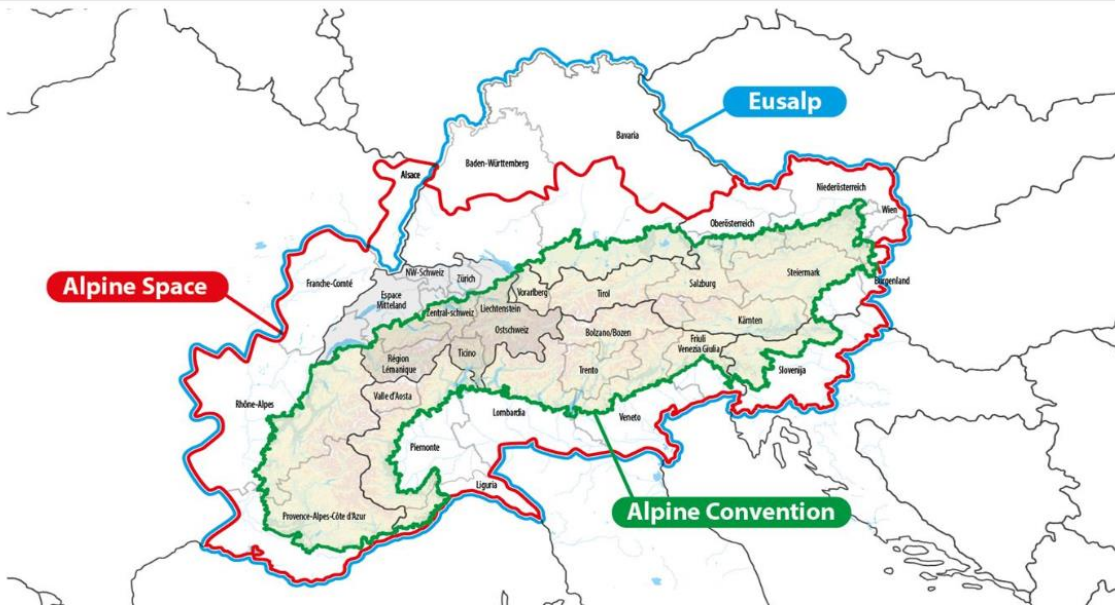 Eusalp
Bavaria
Baden-Württemberg
Alsace
Niederösterreich
Wien
Oberösterreich
Alpine Space
Franche-Comté
NW-Schweiz
Zürich
Espace
Mittelland
Central-schweiz
Liechtenstein
Vorarlberg
Tirol
Salzburg
Steiermark
Burgenland
Ostschweiz
Bolzano/Bozen
Kärnten
Friuli
Venezia Giulia
Région
Lémanique
Ticino
Trento
Slovenija
Valle d'Aosta
Rhône-Alpes
Lombardia
Veneto
Piemonte
Liguria
Provence-Alpes-Côte d'Azur
Alpine Convention